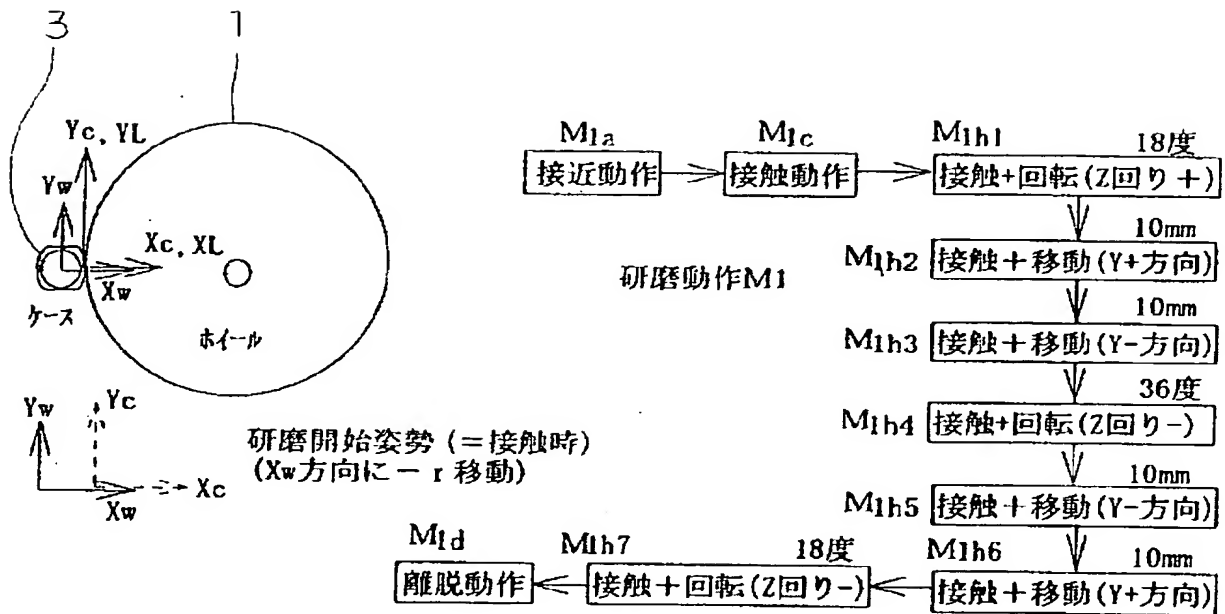 3
1
Yc, YL
Yw
Xc, XL
Xw
ケース
ホイール
Yw
Yc
Xc
Xw
研磨開始姿勢 (=接触時)
(Xw方向に－r移動)
研磨動作M1
M1a
接近動作
M1c
接触動作
M1h1
18度
接触+回転(Z回り+)
10mm
M1h2
接触+移動(Y+方向)
10mm
M1h3
接触+移動(Y-方向)
36度
M1h4
接触+回転(Z回り-)
10mm
M1h5
接触+移動(Y-方向)
10mm
M1h6
接触+移動(Y+方向)
M1h7
18度
接触+回転(Z回り-)
M1d
離脱動作